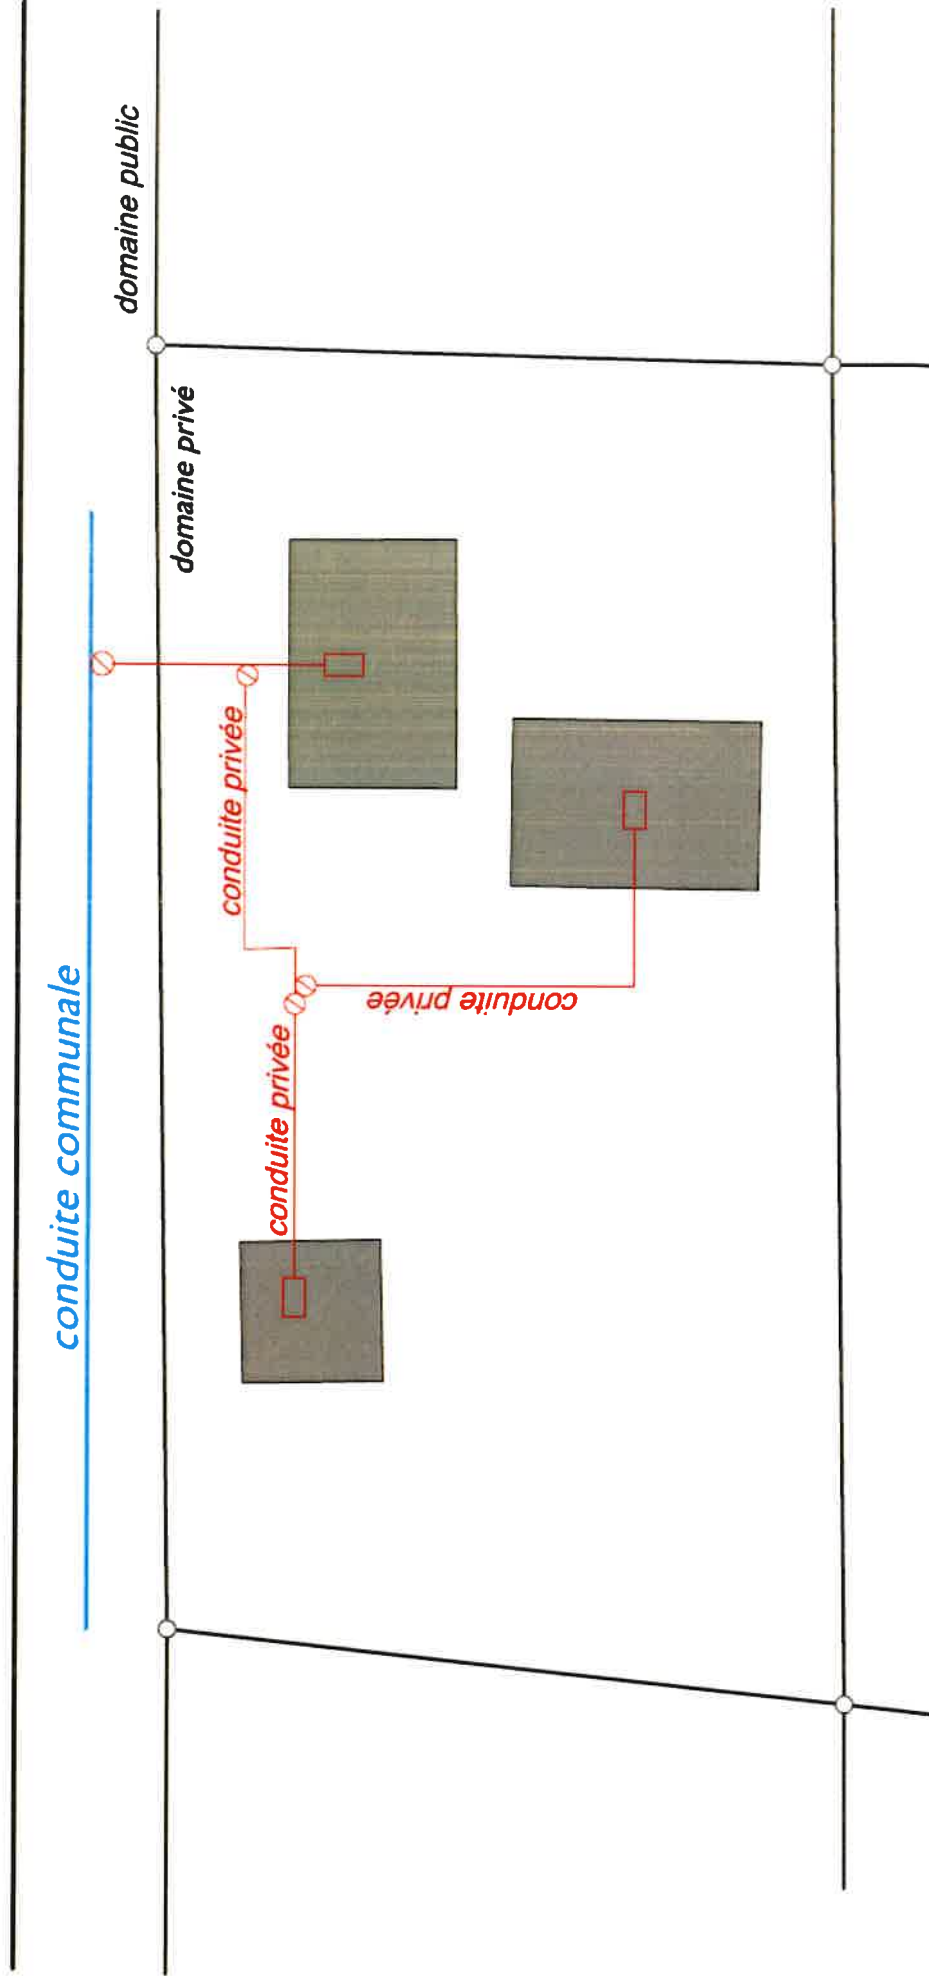 conduite communale
domaine public
domaine privé
conduite privée
conduite privée
conduite privée